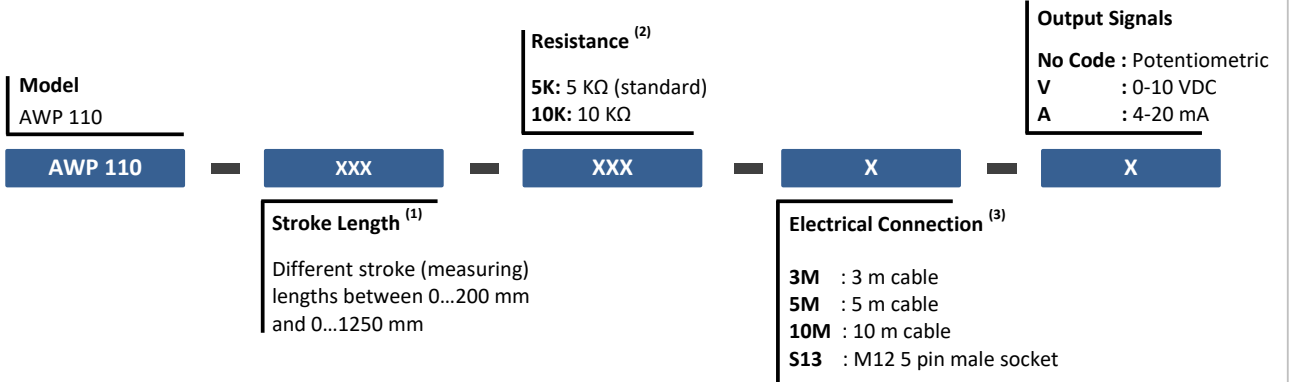 Model
AWP 110
Resistance (2)
5K: 5 KΩ (standard)
10K: 10 KΩ
Output Signals
No Code : Potentiometric
V : 0-10 VDC
A : 4-20 mA
AWP 110 - XXX - XXX - X - X
Stroke Length (1)
Different stroke (measuring)
lengths between 0...200 mm
and 0...1250 mm
Electrical Connection (3)
3M : 3 m cable
5M : 5 m cable
10M : 10 m cable
S13 : M12 5 pin male socket